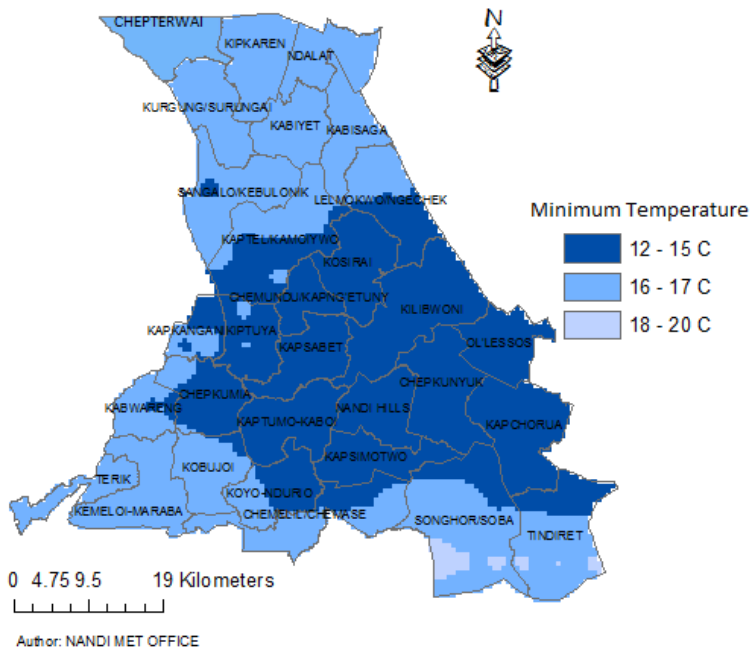 CHEPTERWAI
N
KIPKAREN
NDALAT
KURGUNG/SURUNGAI
KABIYET
KABISAGA
SANGALO/KEBULONIK
LELMOKWO/NGECHEK
KAPTEL/KAMOIYWO
KOSIRAI
CHEMUNDU/KAPNGETUNY
KILIBWONI
KAPKANGANI
KIPTUYA
KAPSABET
OL'LESSOS
CHEPKUMIA
CHEPKUNYUK
KABWARENG
KAPTUMO-KABO
NANDI HILLS
KAPCHORUA
KAPSIMOTWO
KOBUJOI
TERIK
KOYO-NDURIO
KEMELOI-MARABA
CHEMELIL/CHEMASE
SONGHOR/SOBA
TINDIRET
Minimum Temperature
12 - 15 C
16 - 17 C
18 - 20 C
0 4.75 9.5 19 Kilometers
Author: NANDI MET OFFICE